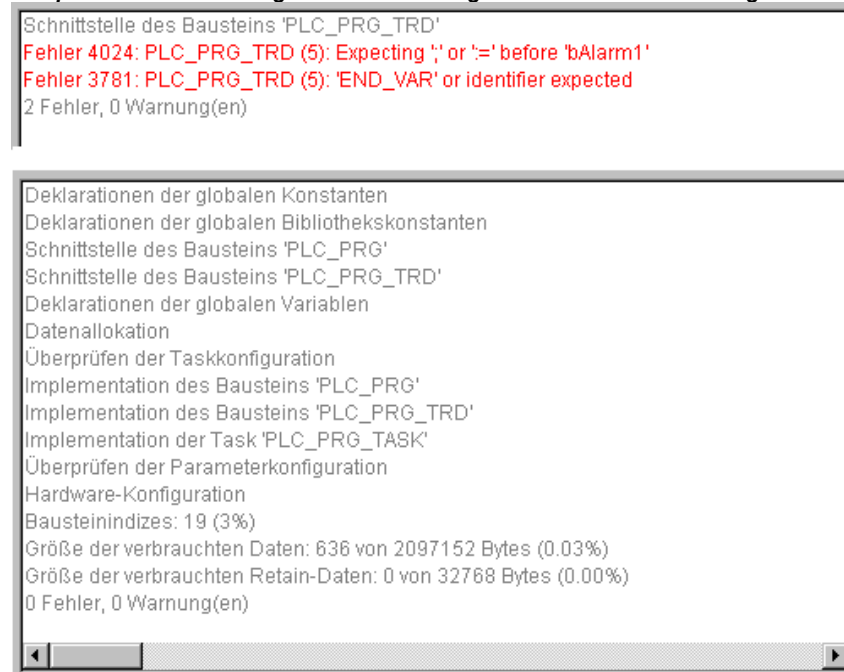 Schnittstelle des Bausteins 'PLC_PRG_TRD'
Fehler 4024: PLC_PRG_TRD (5): Expecting ';' or ':=' before 'bAlarm1'
Fehler 3781: PLC_PRG_TRD (5): 'END_VAR' or identifier expected
2 Fehler, 0 Warnung(en)
Deklarationen der globalen Konstanten
Deklarationen der globalen Bibliothekskonstanten
Schnittstelle des Bausteins 'PLC_PRG'
Schnittstelle des Bausteins 'PLC_PRG_TRD'
Deklarationen der globalen Variablen
Datenallokation
Überprüfen der Taskkonfiguration
Implementation des Bausteins 'PLC_PRG'
Implementation des Bausteins 'PLC_PRG_TRD'
Implementation der Task 'PLC_PRG_TASK'
Überprüfen der Parameterkonfiguration
Hardware-Konfiguration
Bausteinindizes: 19 (3%)
Größe der verbrauchten Daten: 636 von 2097152 Bytes (0.03%)
Größe der verbrauchten Retain-Daten: 0 von 32768 Bytes (0.00%)
0 Fehler, 0 Warnung(en)